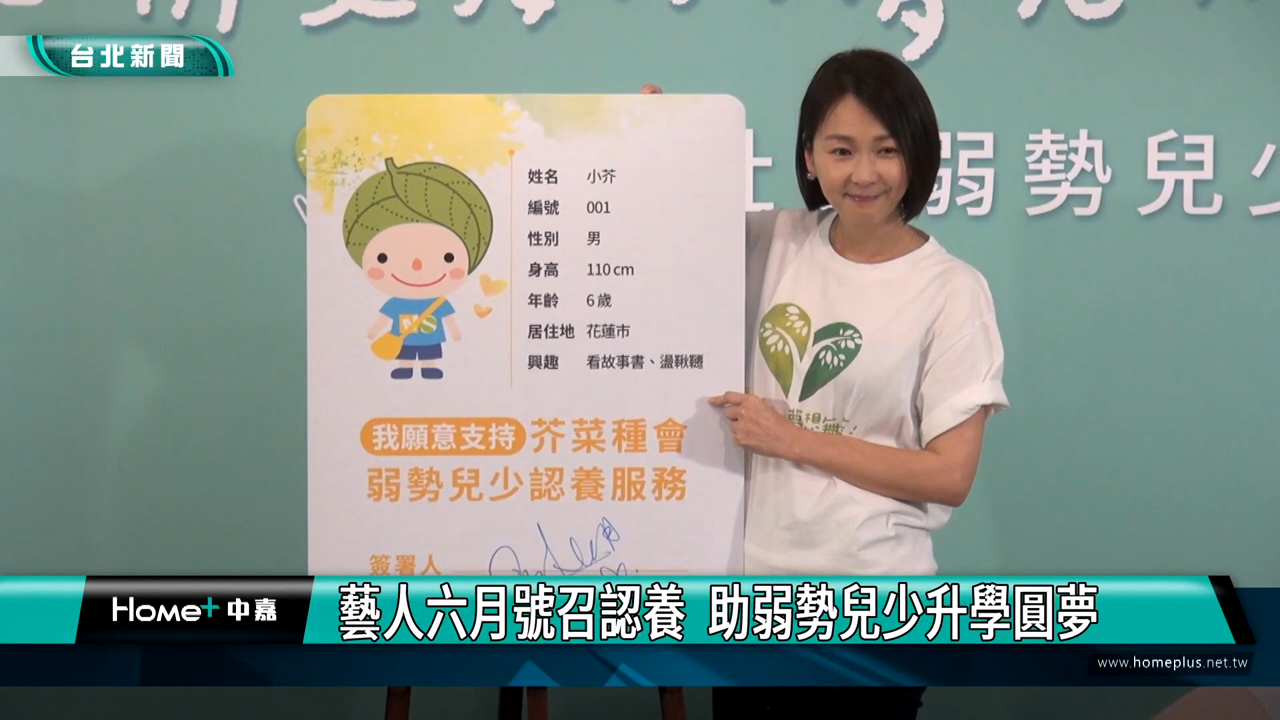 台北新聞
弱勢兒少
姓名 小芥
編號 001
性別 男
身高 110 cm
年齡 6 歲
居住地 花蓮市
興趣 看故事書、盪鞦韆
我願意支持 芥菜種會
弱勢兒少認養服務
簽署人
Home+ 中嘉
藝人六月號召認養 助弱勢兒少升學圓夢
www.homeplus.net.tw